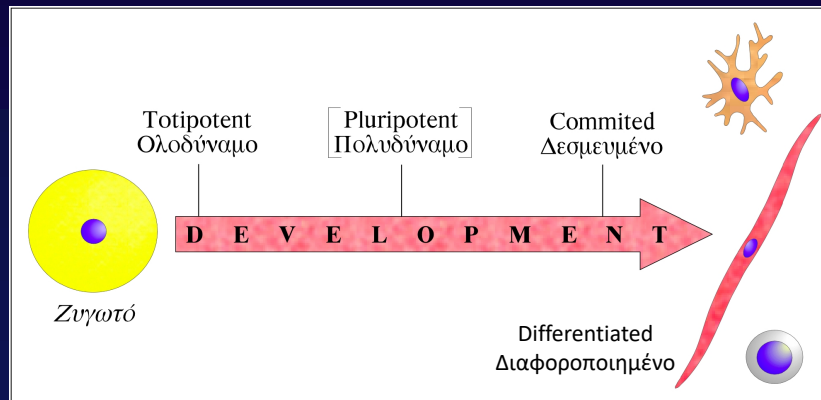 Totipotent
Ολοδύναμο
Pluripotent
Πολυδύναμο
Commited
Δεσμευμένο
D E V E L O P M E N T
Ζυγωτό
Differentiated
Διαφοροποιημένο